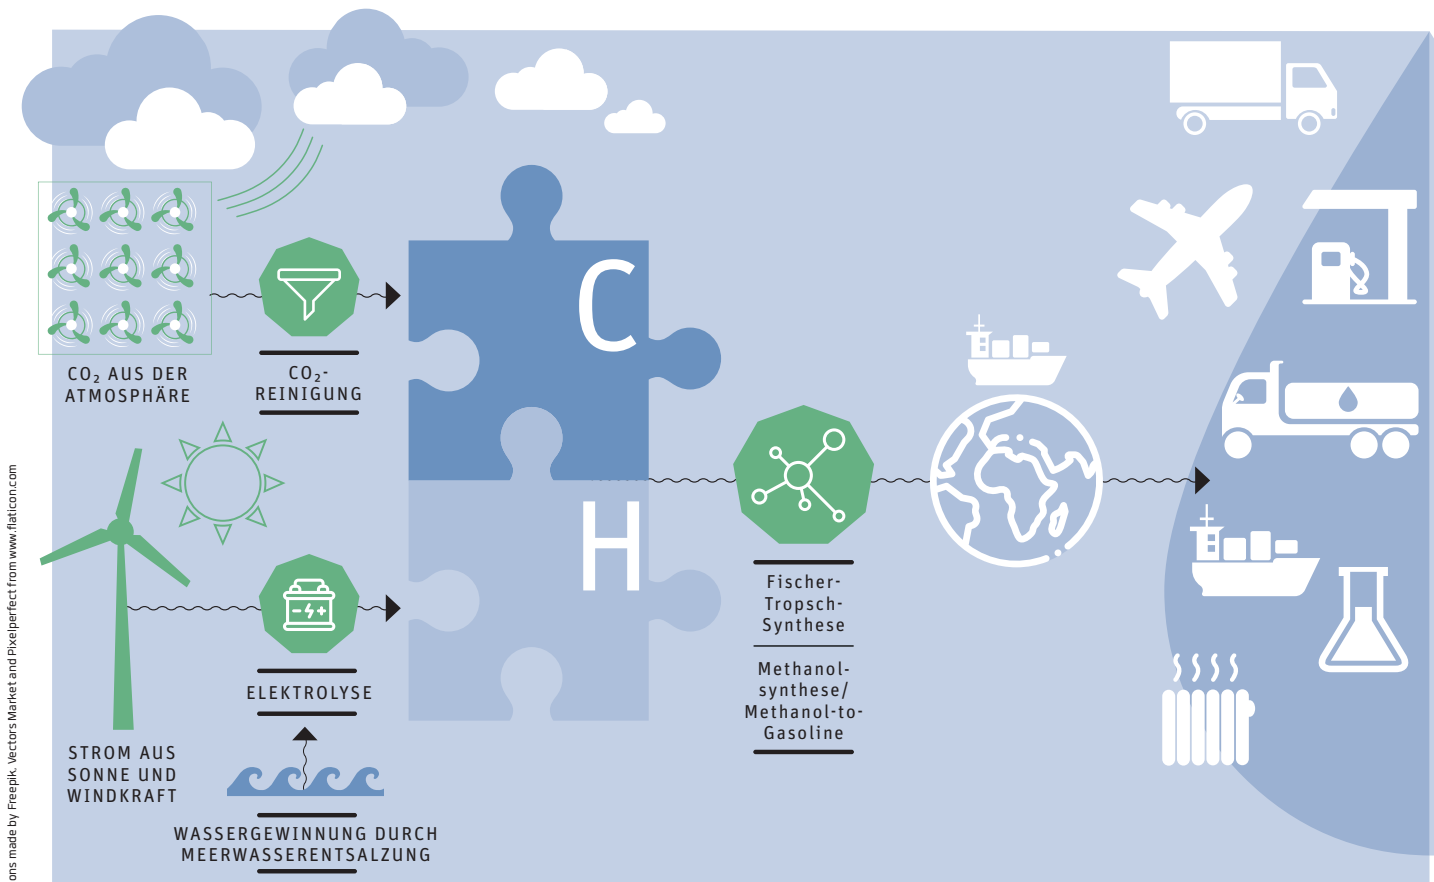 CO₂ AUS DER
ATMOSPHÄRE
CO₂-
REINIGUNG
C
H
STROM AUS
SONNE UND
WINDKRAFT
ELEKTROLYSE
WASSERGEWINNUNG DURCH
MEERWASSERENTSALZUNG
Fischer-
Tropsch-
Synthese
Methanol-
synthese/
Methanol-to-
Gasoline
ons made by Freepik, Vectors Market and Pixelperfect from www.flaticon.com